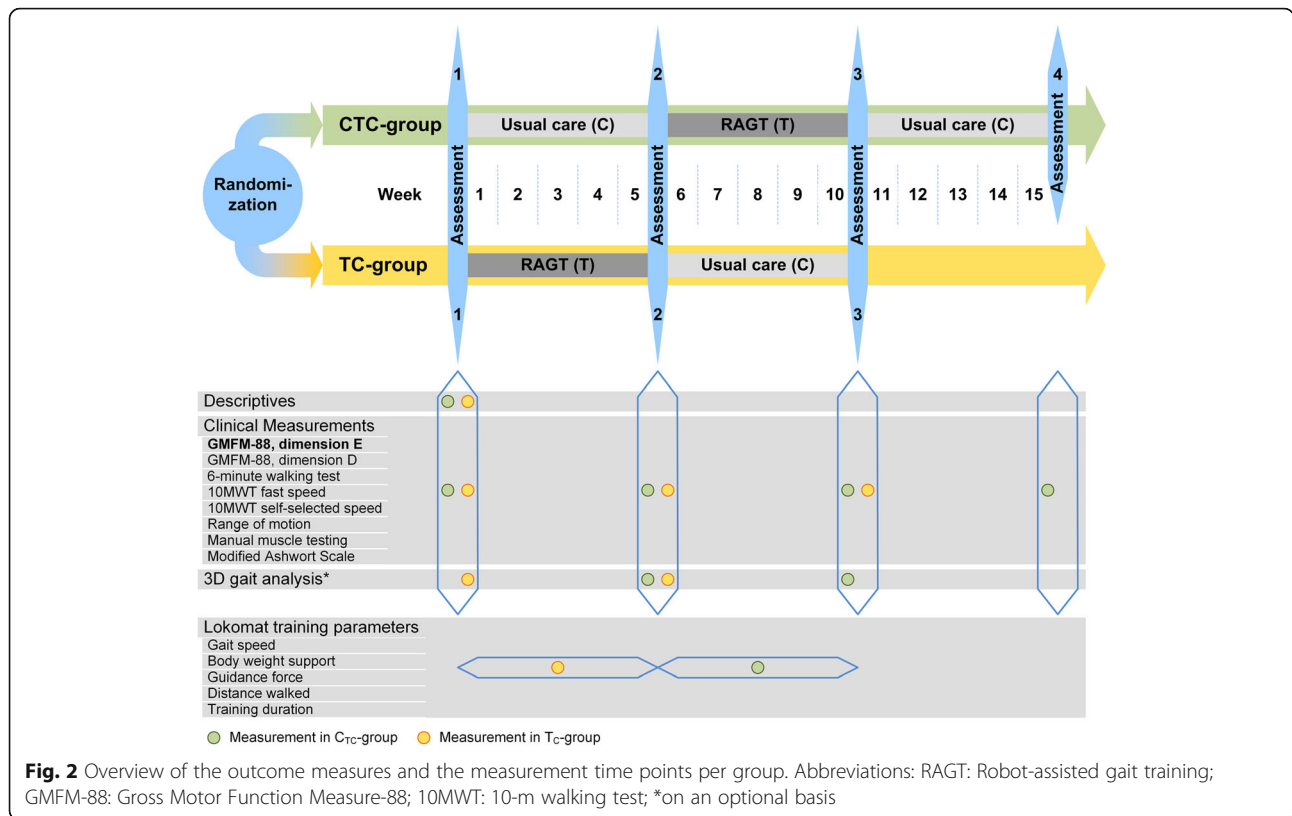 1 2 3 4
CTC-group Usual care (C) RAGT (T) Usual care (C)
Randomi-
zation
Week 1 2 3 4 5 6 7 8 9 10 11 12 13 14 15
Assessment Assessment Assessment Assessment
TC-group RAGT (T) Usual care (C)
1 2 3
Descriptives
Clinical Measurements
GMFM-88, dimension E
GMFM-88, dimension D
6-minute walking test
10MWT fast speed
10MWT self-selected speed
Range of motion
Manual muscle testing
Modified Ashwort Scale
3D gait analysis*
Lokomat training parameters
Gait speed
Body weight support
Guidance force
Distance walked
Training duration
Measurement in CTC-group Measurement in TC-group
Fig. 2 Overview of the outcome measures and the measurement time points per group. Abbreviations: RAGT: Robot-assisted gait training;
GMFM-88: Gross Motor Function Measure-88; 10MWT: 10-m walking test; *on an optional basis